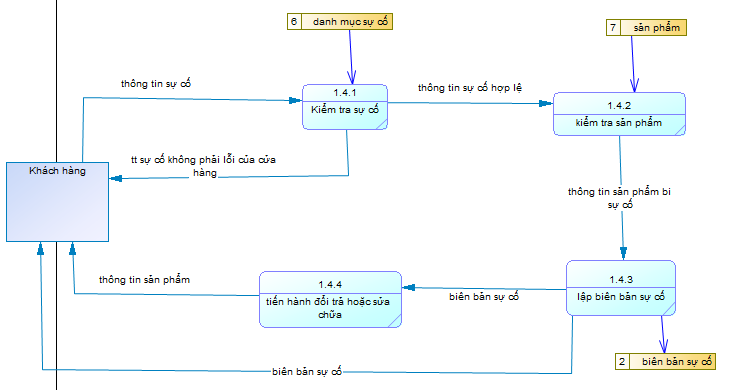 6 danh mục sự cố
7 sản phẩm
thông tin sự cố
1.4.1
Kiểm tra sự cố
thông tin sự cố hợp lệ
1.4.2
kiểm tra sản phẩm
tt sự cố không phải lỗi của cửa
hàng
Khách hàng
thông tin sản phẩm bi
sự cố
thông tin sản phẩm
1.4.4
tiến hành đổi trả hoặc sửa
chữa
biên bản sự cố
1.4.3
lập biên bản sự cố
2 biên bản sự cố
biên bản sự cố